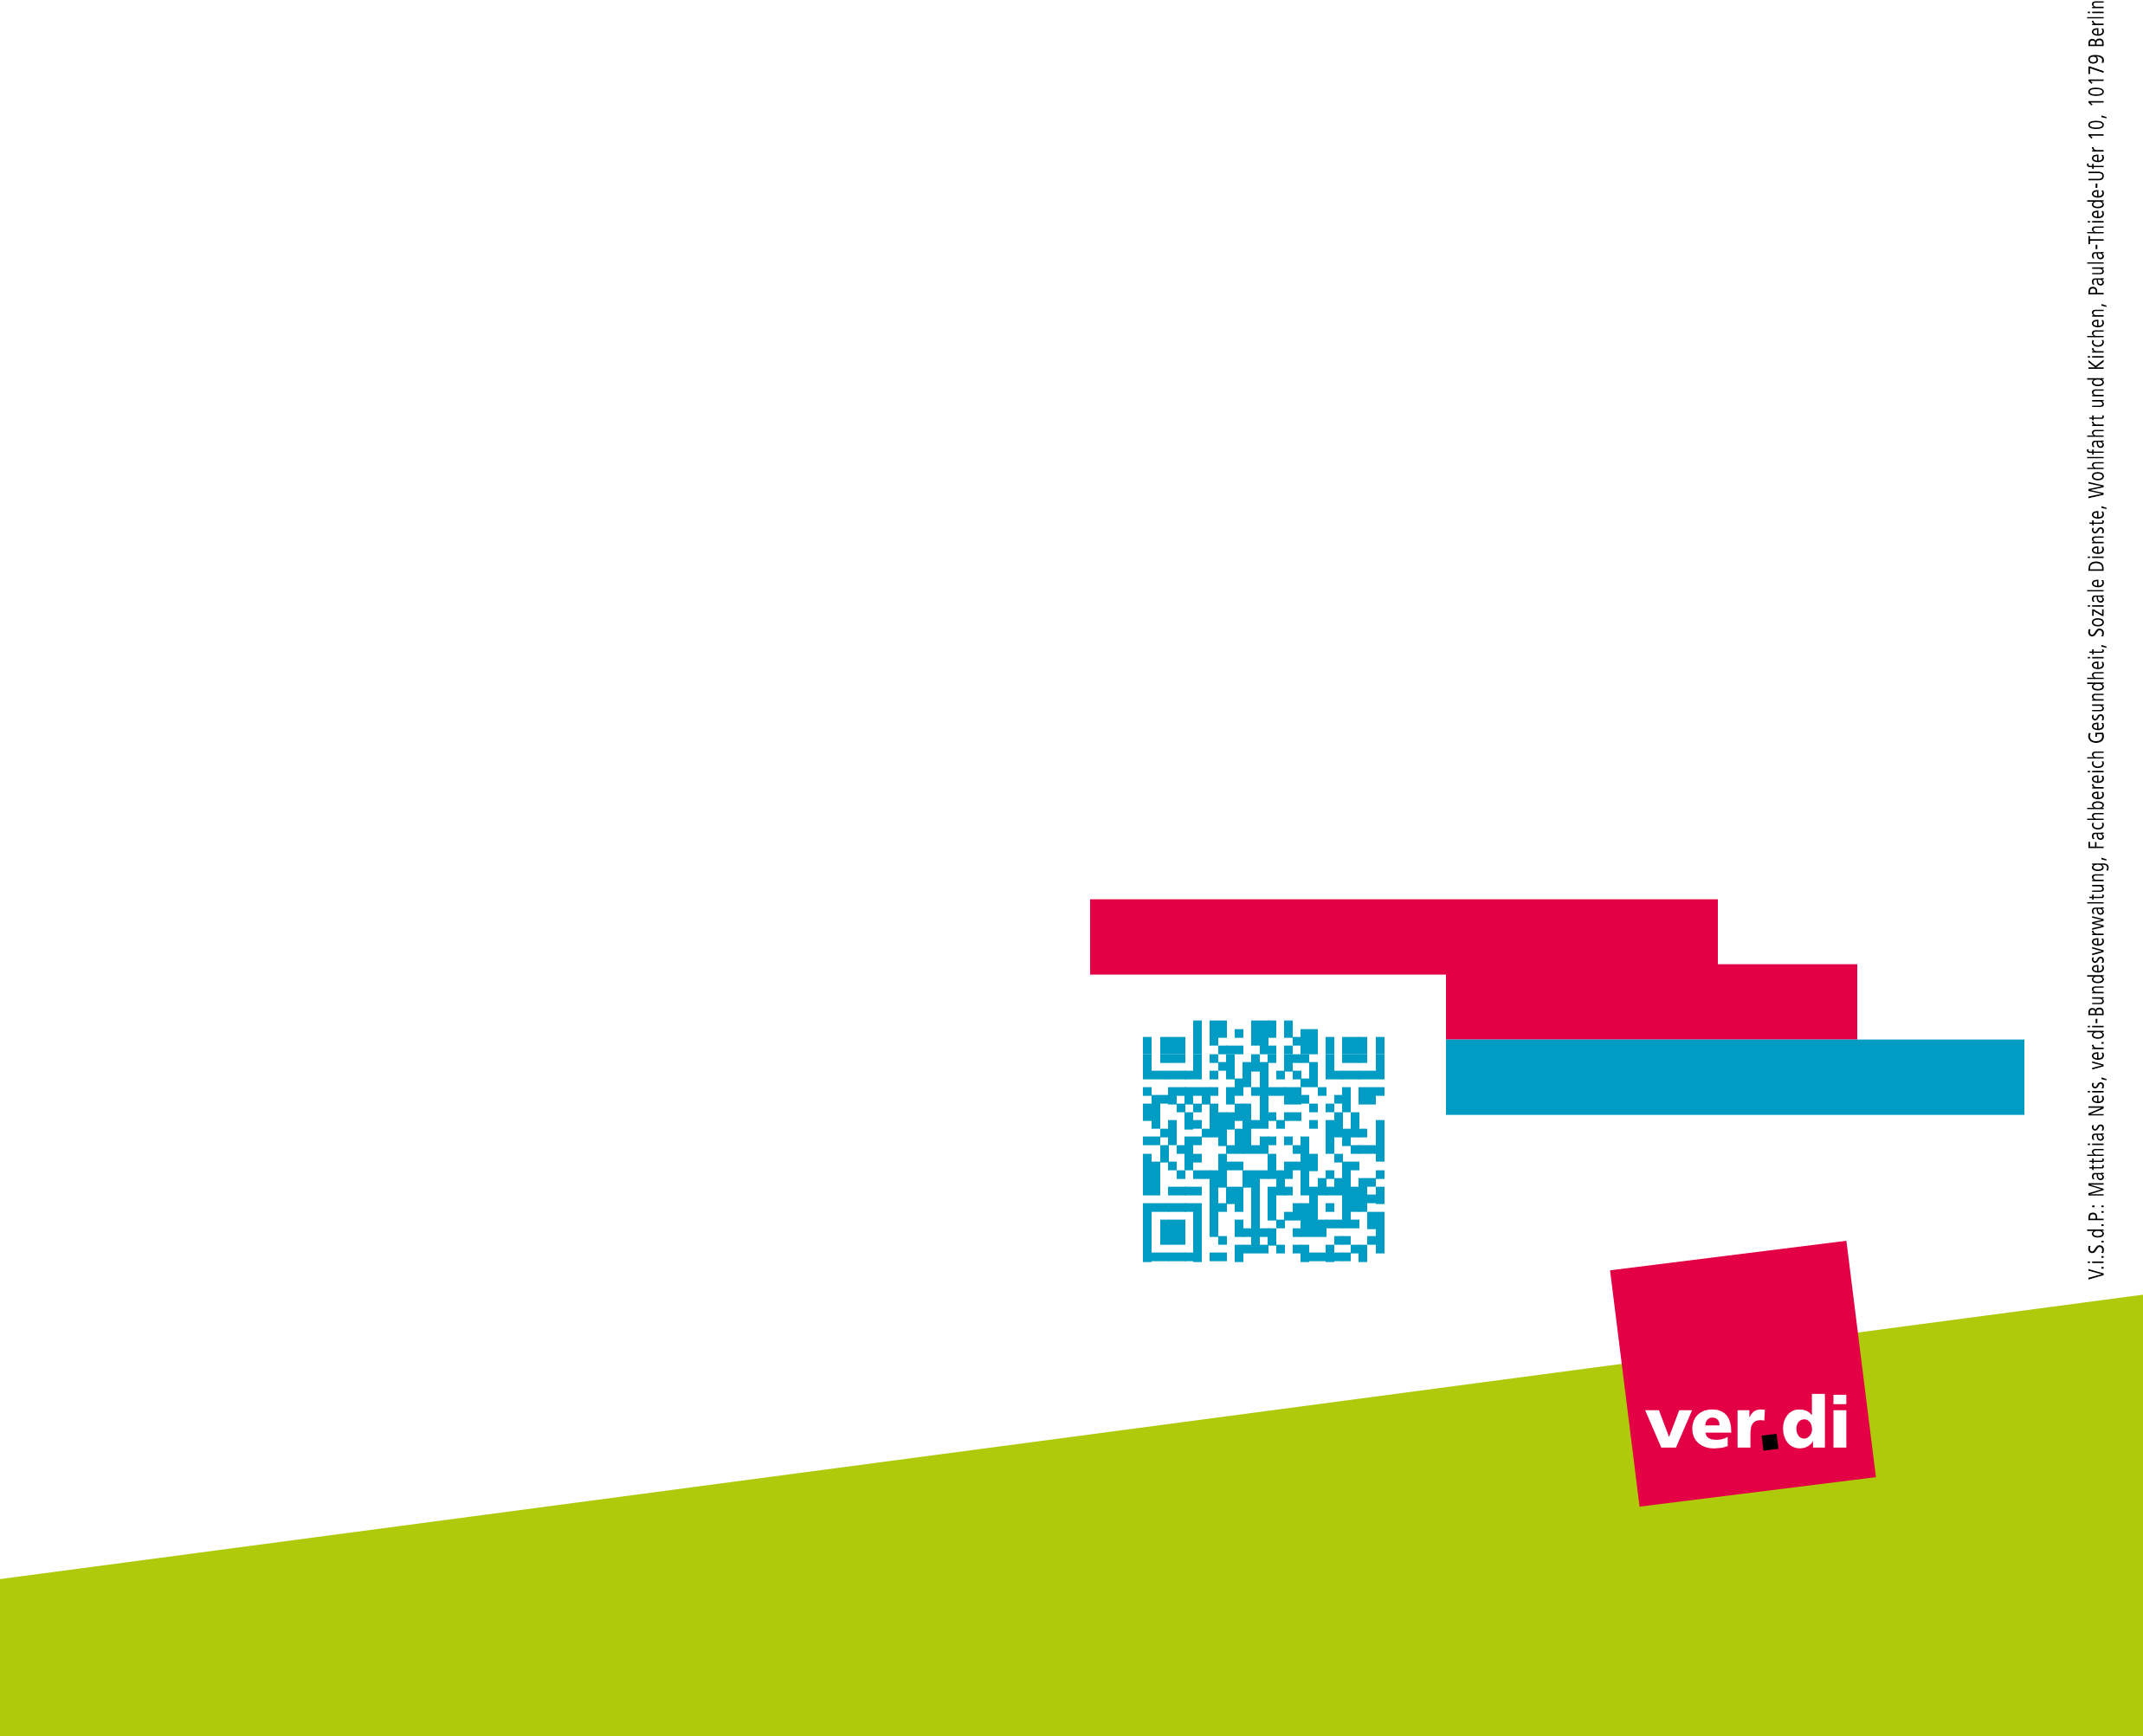 V.i.S.d.P.: Matthias Neis, ver.di-Bundesverwaltung, Fachbereich Gesundheit, Soziale Dienste, Wohlfahrt und Kirchen, Paula-Thiede-Ufer 10, 10179 Berlin
ver.di